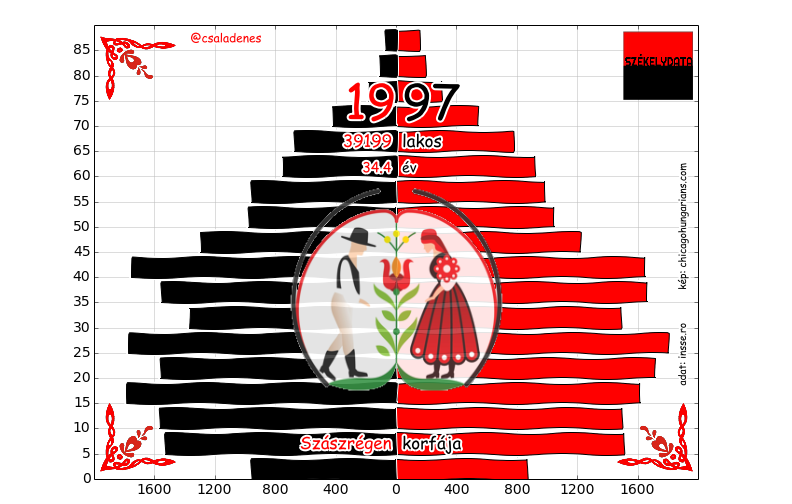 @csaladenes
SZÉKELYDATA
1997
39199 lakos
34.4 év
kép: chicagohungarians.com
adat: insse.ro
Szászrégen korfája
85
80
75
70
65
60
55
50
45
40
35
30
25
20
15
10
5
0
1600 1200 800 400 0 400 800 1200 1600